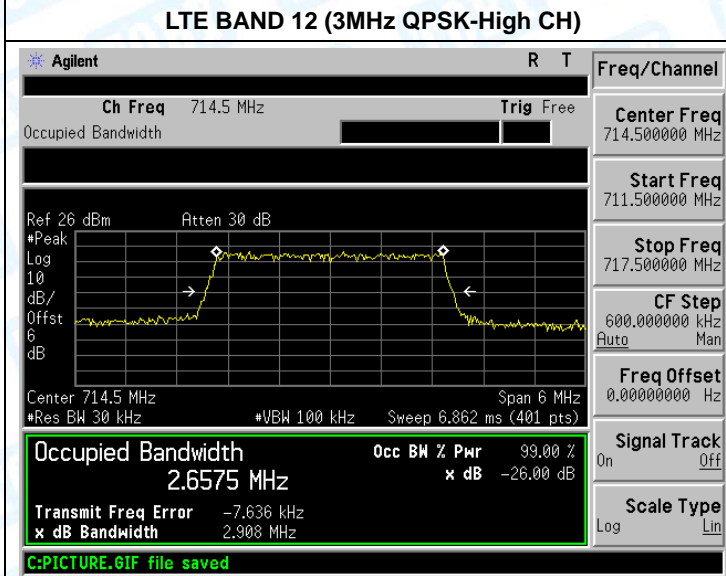 LTE BAND 12 (3MHz QPSK-High CH)
Agilent R T
Ch Freq 714.5 MHz Trig Free
Occupied Bandwidth
Ref 26 dBm Atten 30 dB
#Peak
Log
10
dB/
Offst
6
dB
Center 714.5 MHz Span 6 MHz
#Res BW 30 kHz #VBW 100 kHz Sweep 6.862 ms (401 pts)
Occupied Bandwidth Occ BW % Pwr 99.00 %
2.6575 MHz x dB -26.00 dB
Transmit Freq Error -7.636 kHz
x dB Bandwidth 2.908 MHz
C:PICTURE.GIF file saved
Freq/Channel
Center Freq
714.500000 MHz
Start Freq
711.500000 MHz
Stop Freq
717.500000 MHz
CF Step
600.000000 kHz
Auto Man
Freq Offset
0.00000000 Hz
Signal Track
On Off
Scale Type
Log Lin